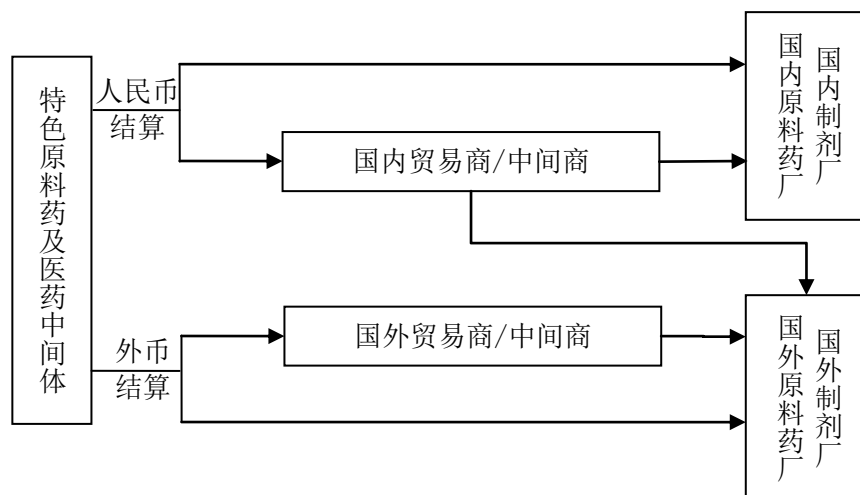 特色原料药及医药中间体
人民币
结算
国内贸易商/中间商
国内原料药厂
国内制剂厂
外币
结算
国外贸易商/中间商
国外原料药厂
国外制剂厂